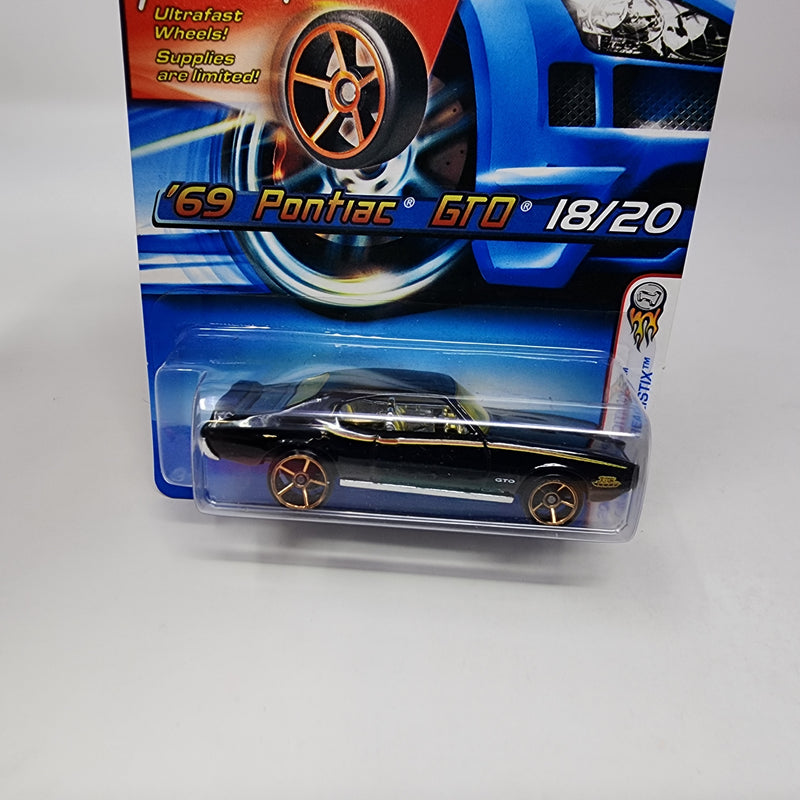 Ultrafast
Wheels!
Supplies
are limited!
'69 Pontiac® GTO® 18/20
GTO